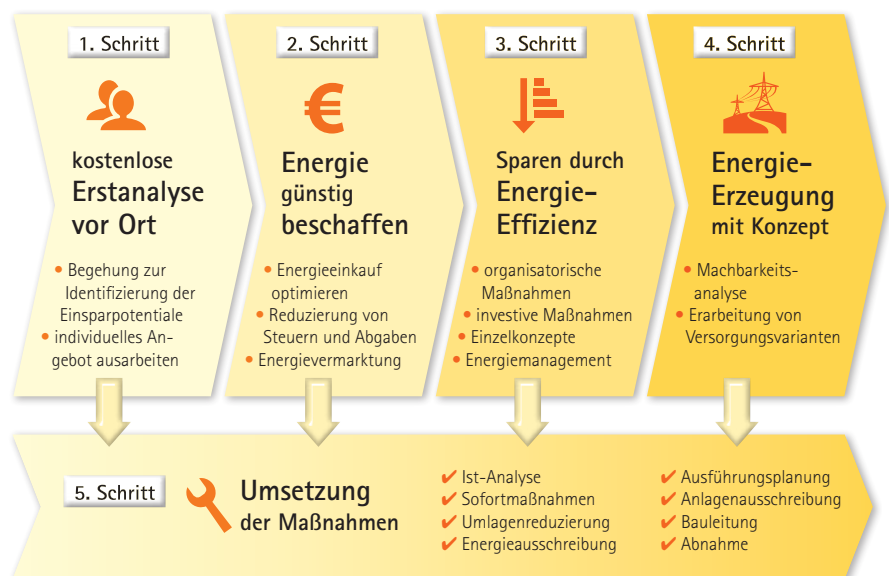 1. Schritt
kostenlose
Erstanalyse
vor Ort
• Begehung zur
Identifizierung der
Einsparpotentiale
• individuelles An-
gebot ausarbeiten
2. Schritt
€
Energie
günstig
beschaffen
• Energieeinkauf
optimieren
• Reduzierung von
Steuern und Abgaben
• Energievermarktung
3. Schritt
Sparen durch
Energie-
Effizienz
• organisatorische
Maßnahmen
• investive Maßnahmen
• Einzelkonzepte
• Energiemanagement
4. Schritt
Energie-
Erzeugung
mit Konzept
• Machbarkeits-
analyse
• Erarbeitung von
Versorgungsvarianten
5. Schritt
Umsetzung
der Maßnahmen
✔ Ist-Analyse
✔ Sofortmaßnahmen
✔ Umlagenreduzierung
✔ Energieausschreibung
✔ Ausführungsplanung
✔ Anlagenausschreibung
✔ Bauleitung
✔ Abnahme